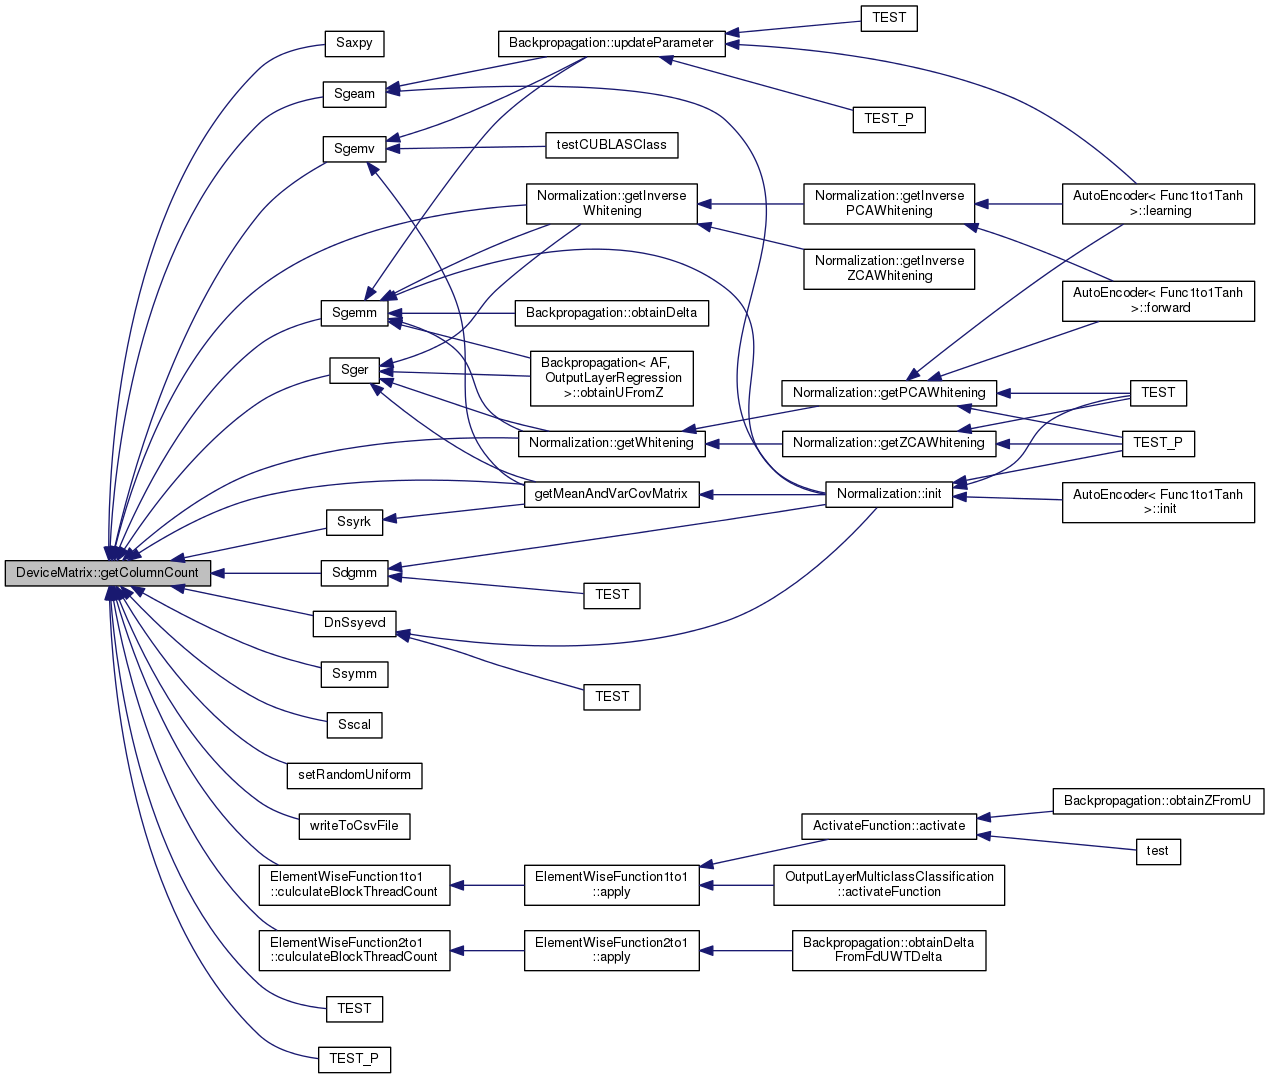 TEST
Saxpy
Backpropagation::updateParameter
Sgeam
TEST_P
Sgemv
testCUBLASClass
Normalization::getInverse
Whitening
Normalization::getInverse
PCAWhitening
AutoEncoder< Func1to1Tanh
>::learning
Normalization::getInverse
ZCAWhitening
Sgemm
Backpropagation::obtainDelta
AutoEncoder< Func1to1Tanh
>::forward
Sger
Backpropagation< AF,
OutputLayerRegression
>::obtainUFromZ
Normalization::getPCAWhitening
TEST
Normalization::getWhitening
Normalization::getZCAWhitening
TEST_P
getMeanAndVarCovMatrix
Normalization::init
AutoEncoder< Func1to1Tanh
>::init
Ssyrk
DeviceMatrix::getColumnCount
Sdgmm
TEST
DnSsyevd
Ssymm
TEST
Sscal
setRandomUniform
writeToCsvFile
ActivateFunction::activate
Backpropagation::obtainZFromU
test
ElementWiseFunction1to1
::culculateBlockThreadCount
ElementWiseFunction1to1
::apply
OutputLayerMulticlassClassification
::activateFunction
ElementWiseFunction2to1
::culculateBlockThreadCount
ElementWiseFunction2to1
::apply
Backpropagation::obtainDelta
FromFdUWTDelta
TEST
TEST_P